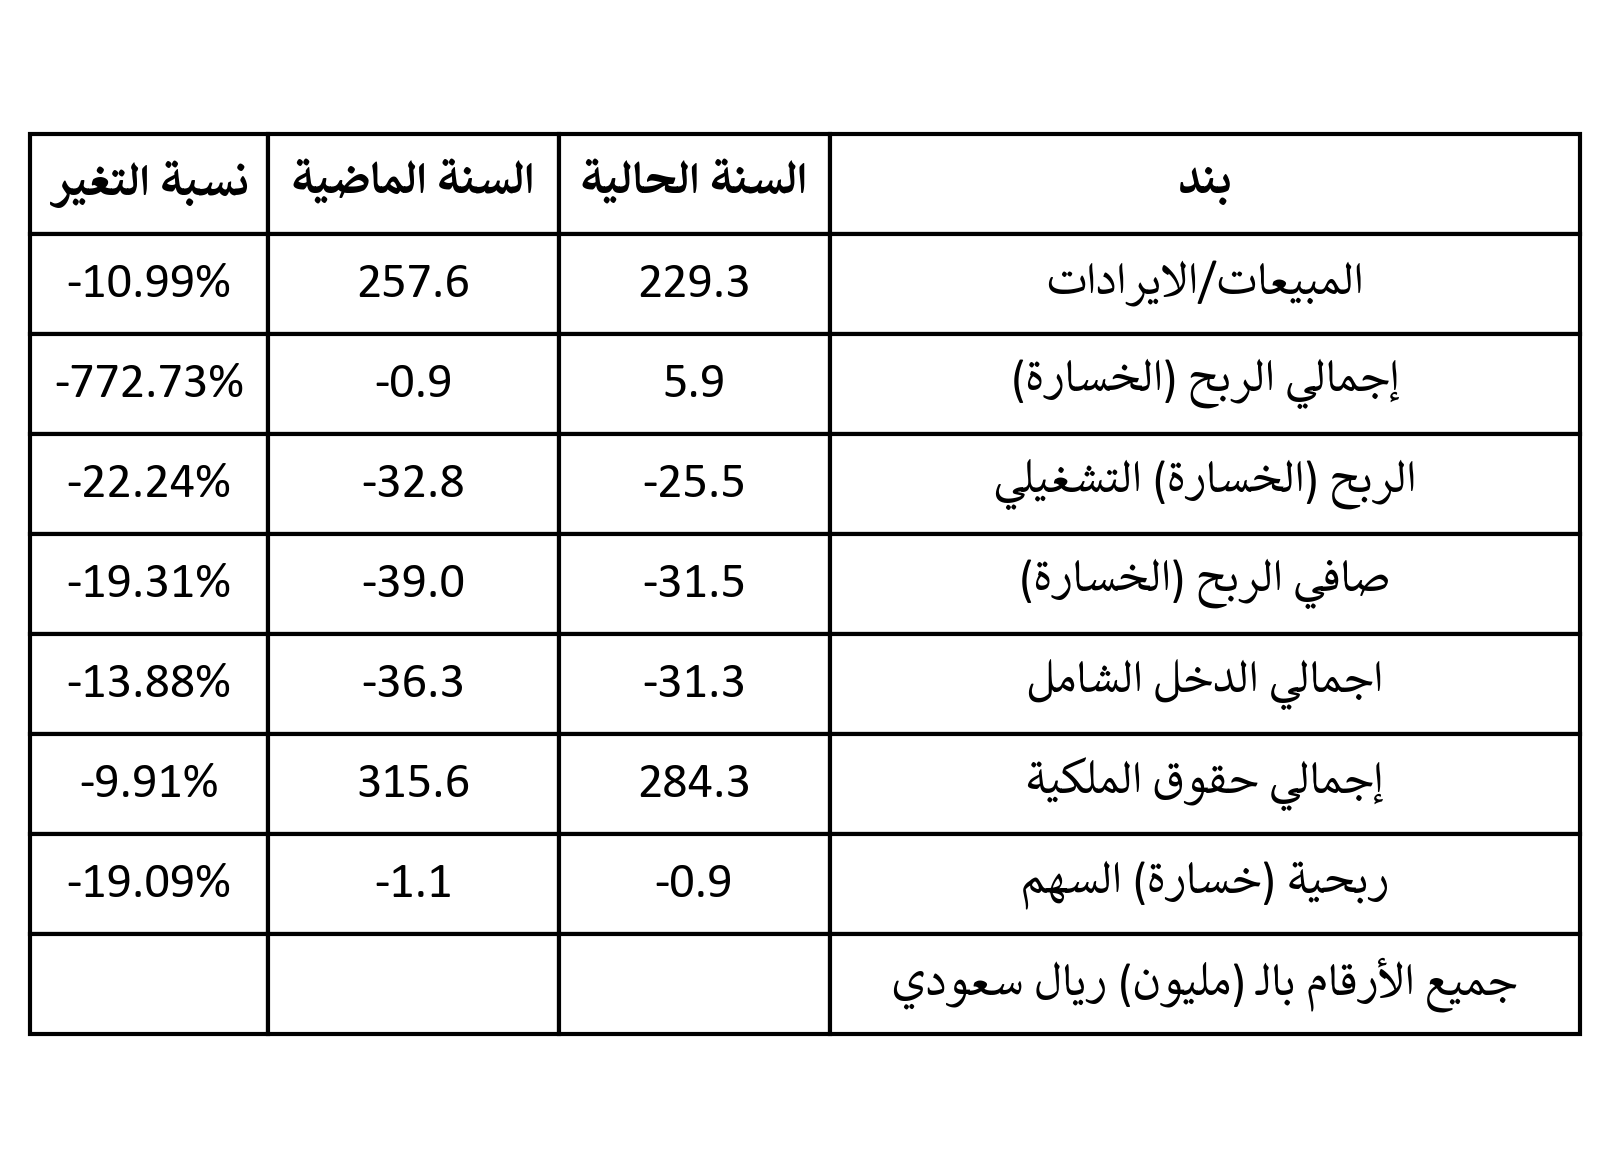 بند السنة الحالية السنة الماضية نسبة التغير
المبيعات/الايرادات 229.3 257.6 -10.99%
إجمالي الربح (الخسارة) 5.9 -0.9 -772.73%
الربح (الخسارة) التشغيلي -25.5 -32.8 -22.24%
صافي الربح (الخسارة) -31.5 -39.0 -19.31%
اجمالي الدخل الشامل -31.3 -36.3 -13.88%
إجمالي حقوق الملكية 284.3 315.6 -9.91%
ربحية (خسارة) السهم -0.9 -1.1 -19.09%
جميع الأرقام بالـ (مليون) ريال سعودي